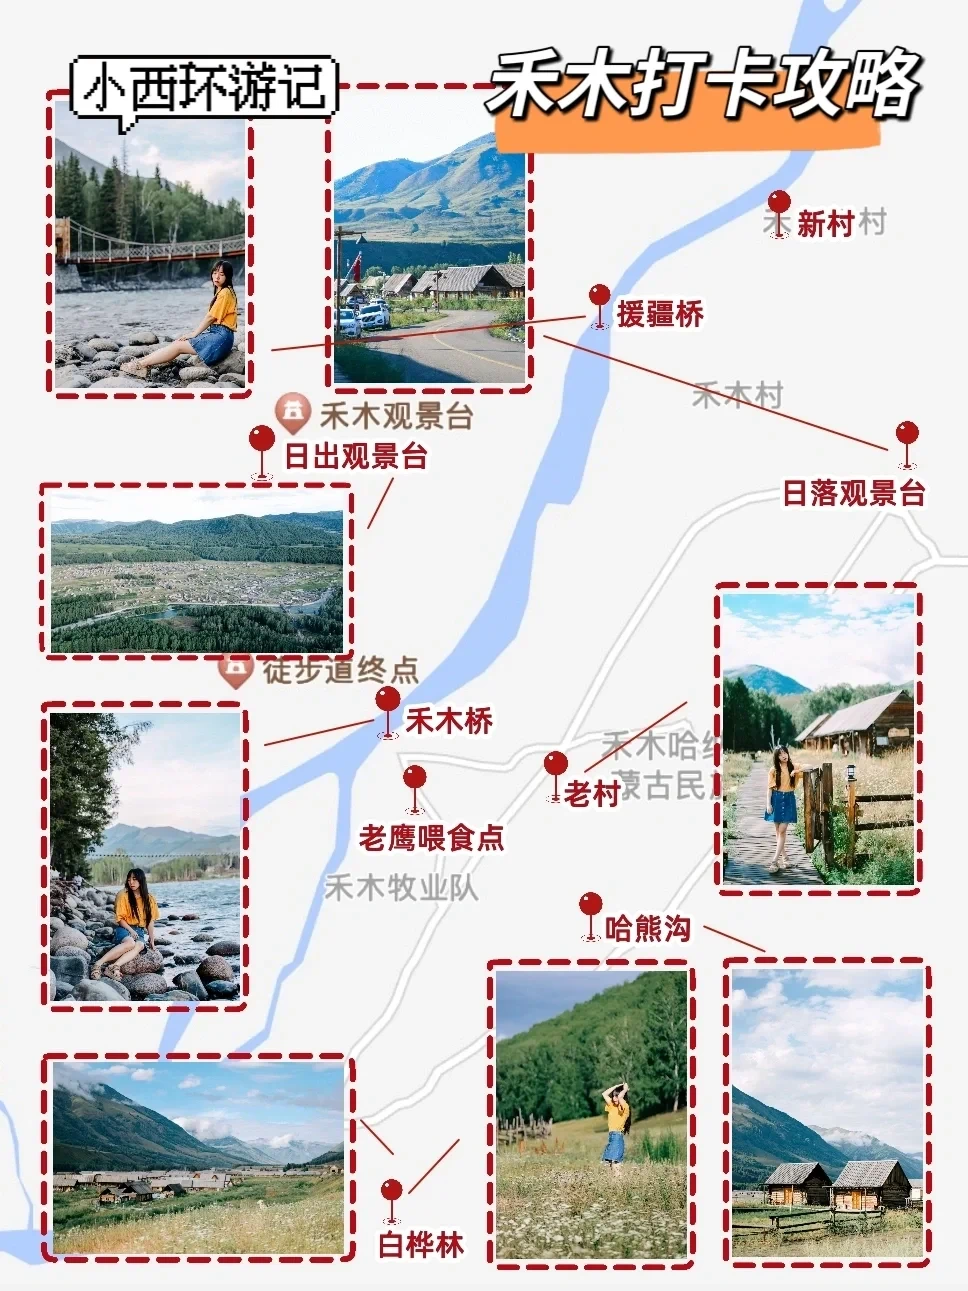 小西环游记
禾木打卡攻略
新村
村
援疆桥
禾木村
禾木观景台
日出观景台
日落观景台
徒步道终点
禾木桥
禾木哈
蒙古民
老村
老鹰喂食点
禾木牧业队
哈熊沟
白桦林